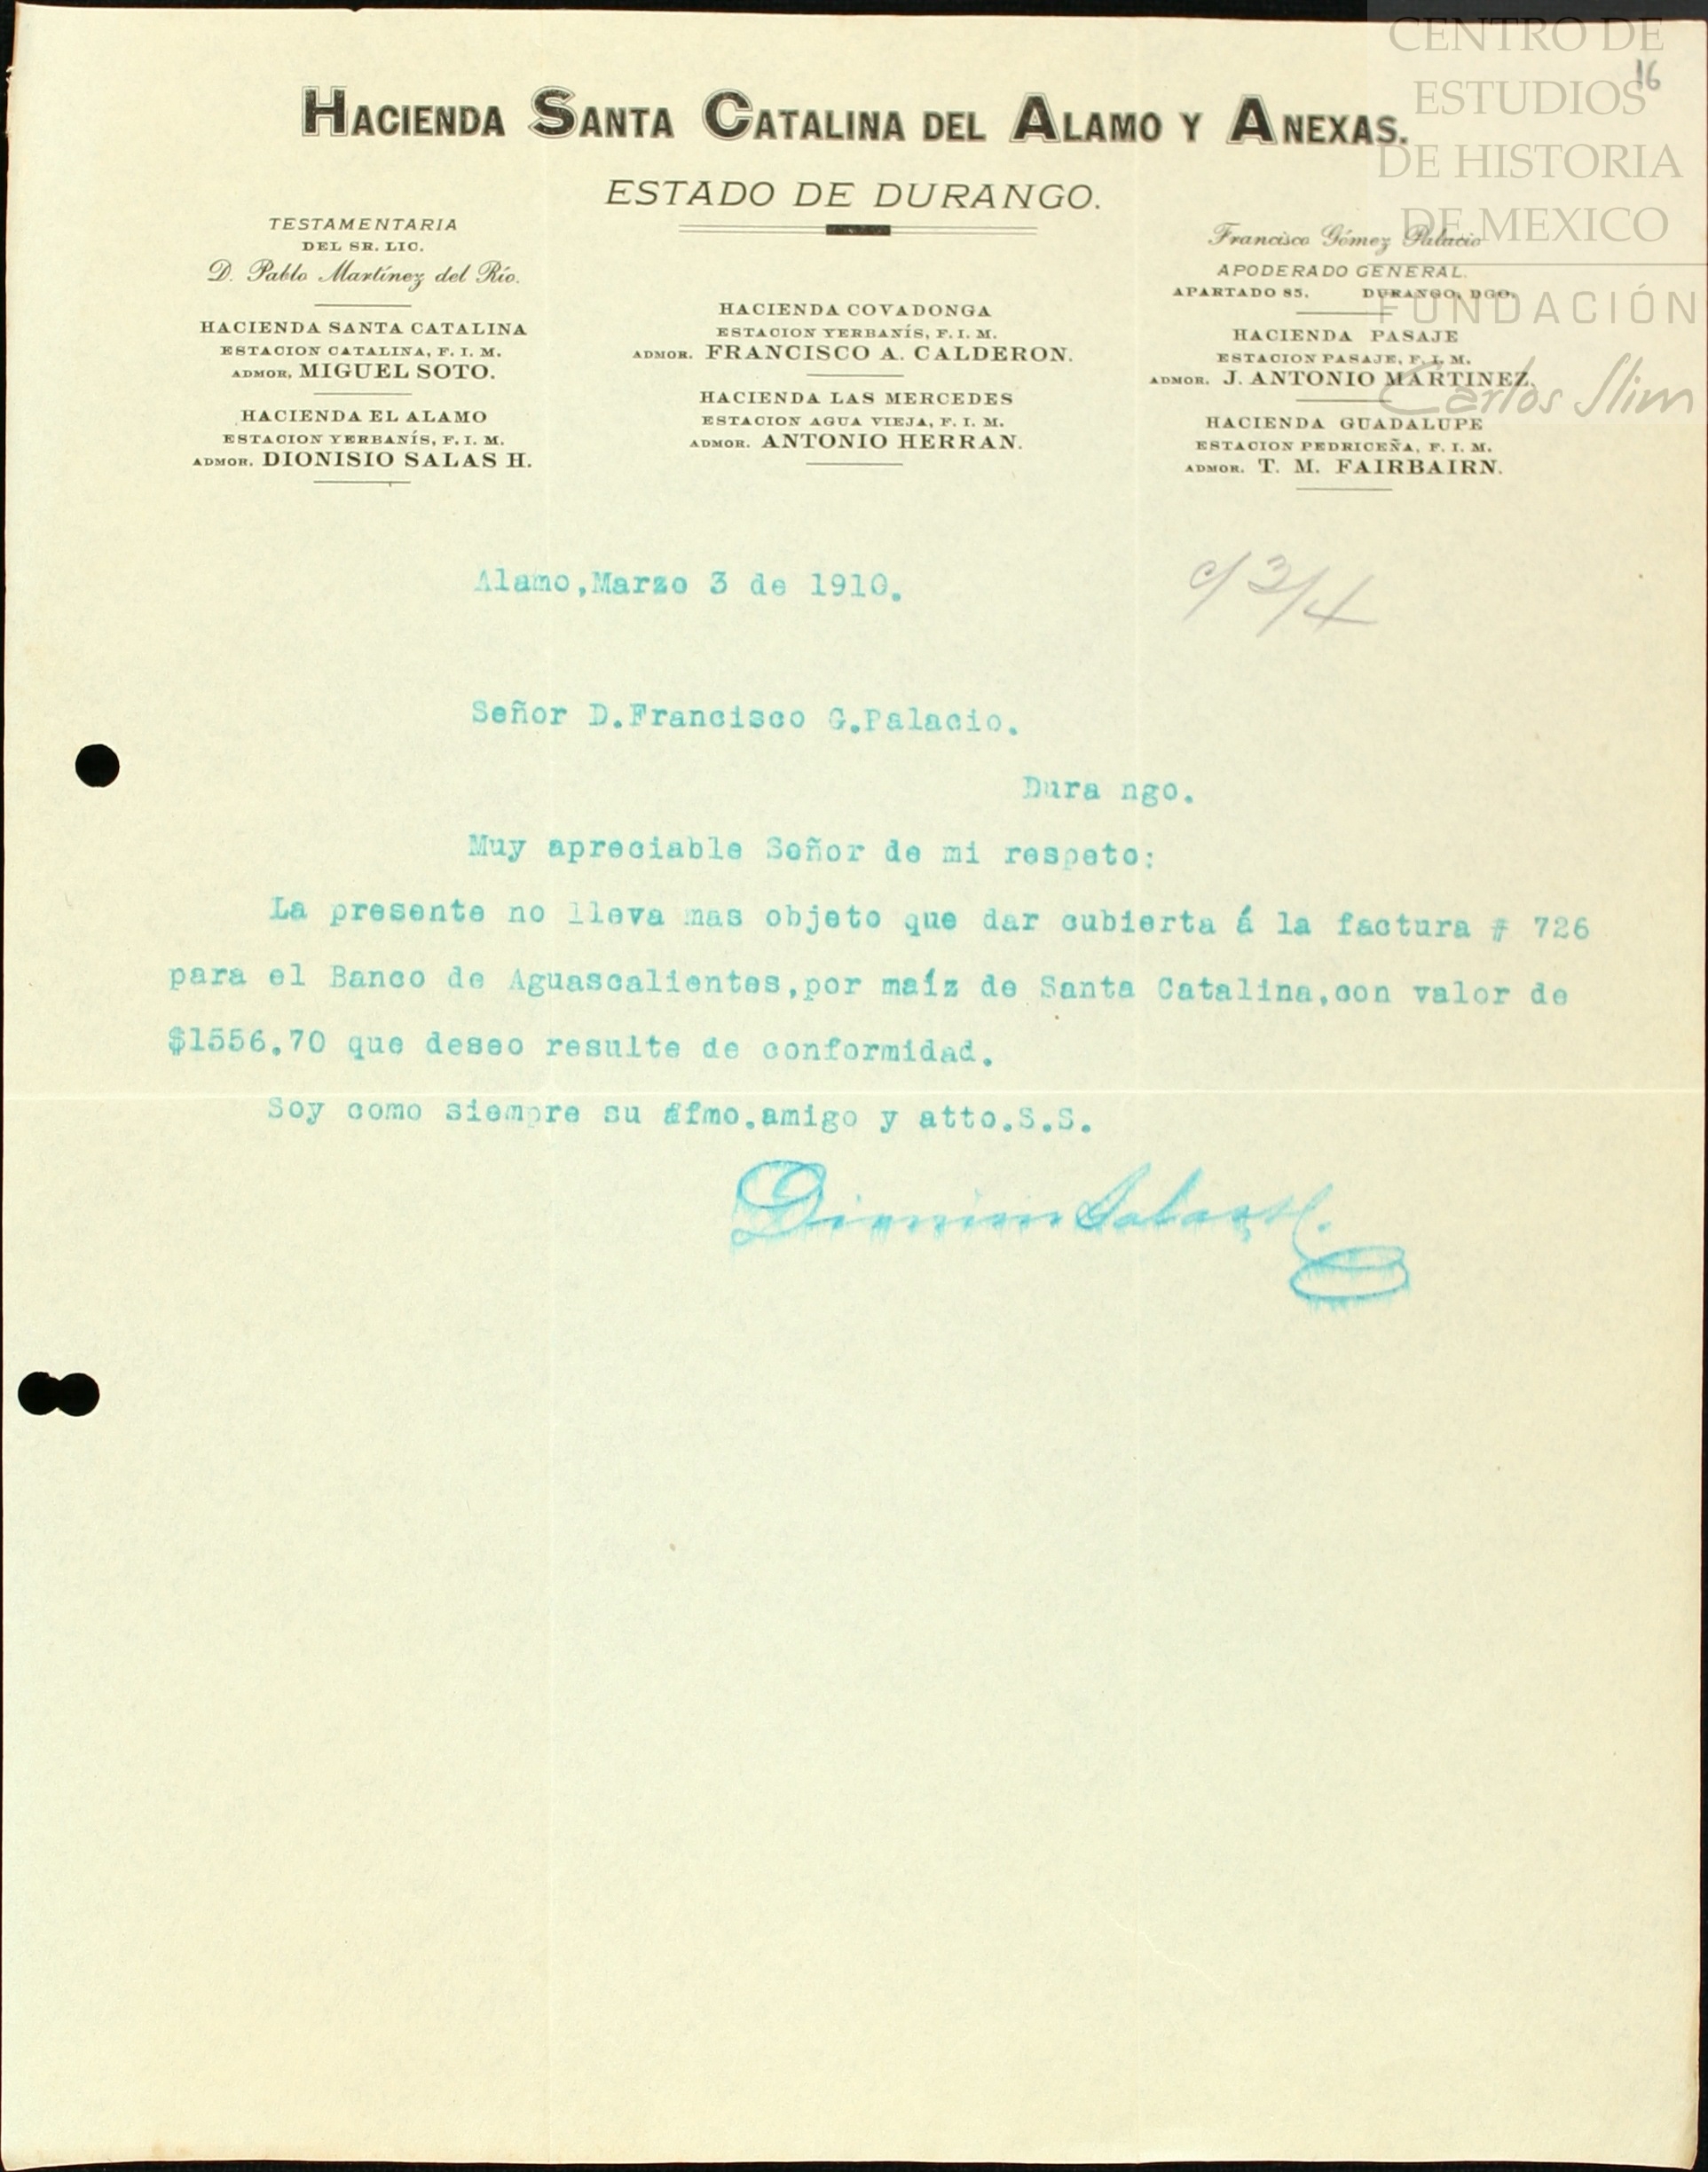 CENTRO DE
ESTUDIOS
DE HISTORIA
DE MEXICO
FUNDACIÓN
Carlos Slim
16
HACIENDA SANTA CATALINA DEL ALAMO Y ANEXAS.
ESTADO DE DURANGO.
TESTAMENTARIA
DEL SR. LIC.
D. Pablo Martínez del Río.
HACIENDA SANTA CATALINA
ESTACION CATALINA, F. I. M.
ADMOR. MIGUEL SOTO.
HACIENDA EL ALAMO
ESTACION YERBANÍS, F. I. M.
ADMOR. DIONISIO SALAS H.
HACIENDA COVADONGA
ESTACION YERBANÍS, F. I. M.
ADMOR. FRANCISCO A. CALDERON.
HACIENDA LAS MERCEDES
ESTACION AGUA VIEJA, F. I. M.
ADMOR. ANTONIO HERRAN.
Francisco Gómez Palacio
APODERADO GENERAL.
APARTADO 85. DURANGO, DGO.
HACIENDA PASAJE
ESTACION PASAJE, F. I. M.
ADMOR. J. ANTONIO MARTINEZ.
HACIENDA GUADALUPE
ESTACION PEDRICEÑA, F. I. M.
ADMOR. T. M. FAIRBAIRN.
Alamo,Marzo 3 de 1910.
c/ 3/4
Señor D.Francisco G.Palacio.
Dura ngo.
Muy apreciable Señor de mi respeto:
La presente no lleva mas objeto que dar cubierta á la factura # 726
para el Banco de Aguascalientes,por maíz de Santa Catalina,con valor de
$1556.70 que deseo resulte de conformidad.
Soy como siempre su afmo.amigo y atto.S.S.
Dionisio Salas H.